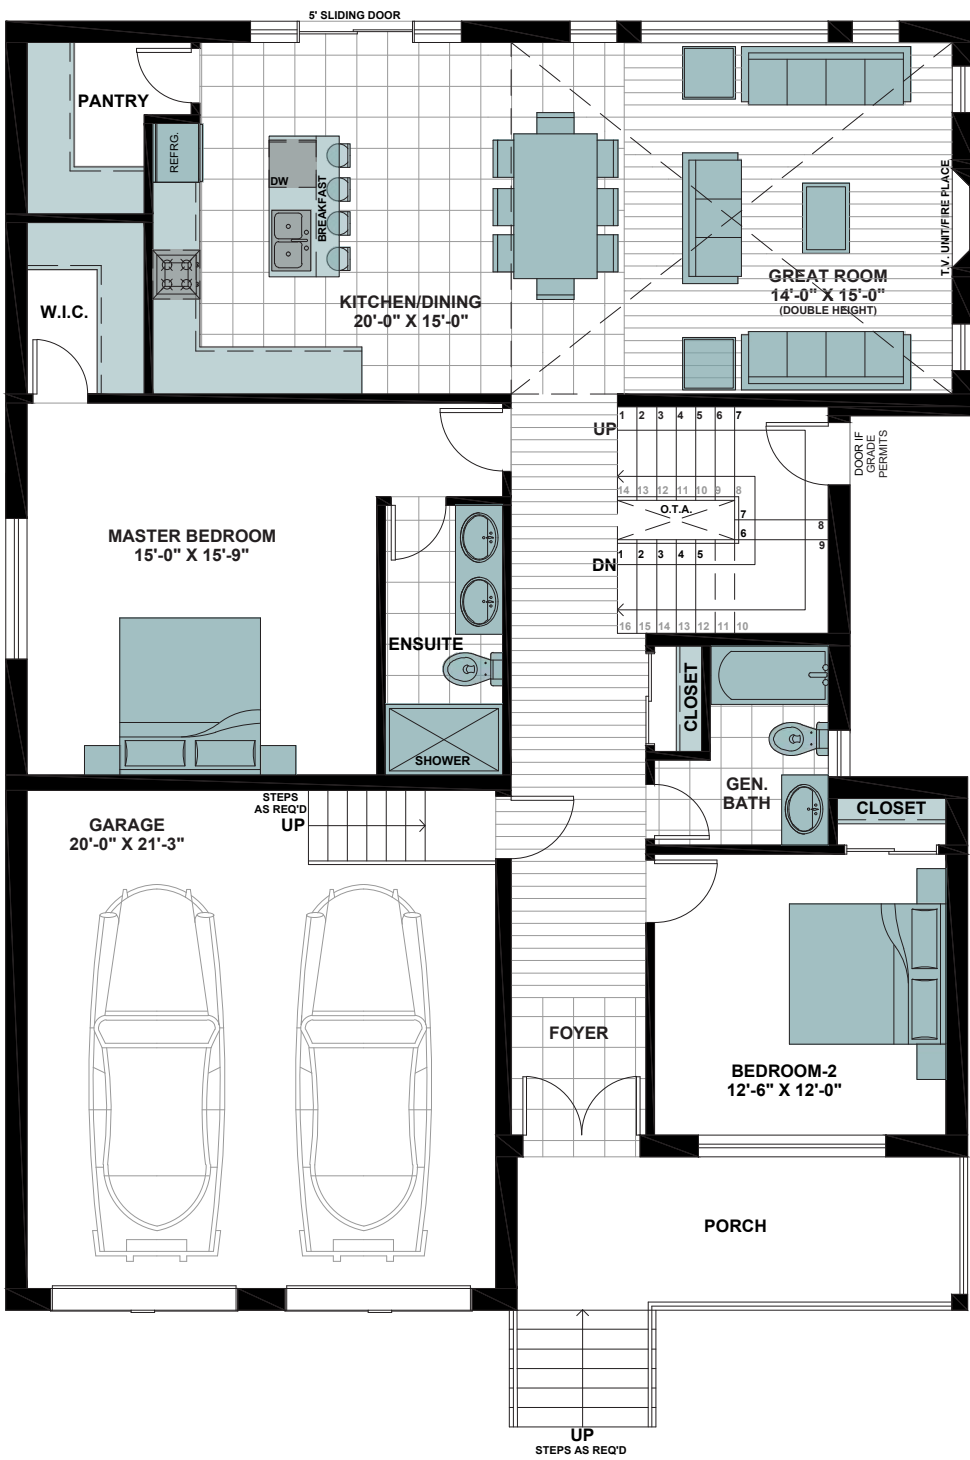 5' SLIDING DOOR
PANTRY
REFRG.
DW
BREAKFAST
KITCHEN/DINING
20'-0" X 15'-0"
T.V. UNIT/FIRE PLACE
GREAT ROOM
14'-0" X 15'-0"
(DOUBLE HEIGHT)
W.I.C.
UP
1 2 3 4 5 6 7
14 13 12 11 10 9 8
O.T.A.
7
8
6
9
DN
1 2 3 4 5
16 15 14 13 12 11 10
DOOR IF
GRADE
PERMITS
MASTER BEDROOM
15'-0" X 15'-9"
ENSUITE
SHOWER
CLOSET
GEN.
BATH
CLOSET
STEPS
AS REQ'D
UP
GARAGE
20'-0" X 21'-3"
FOYER
BEDROOM-2
12'-6" X 12'-0"
PORCH
UP
STEPS AS REQ'D